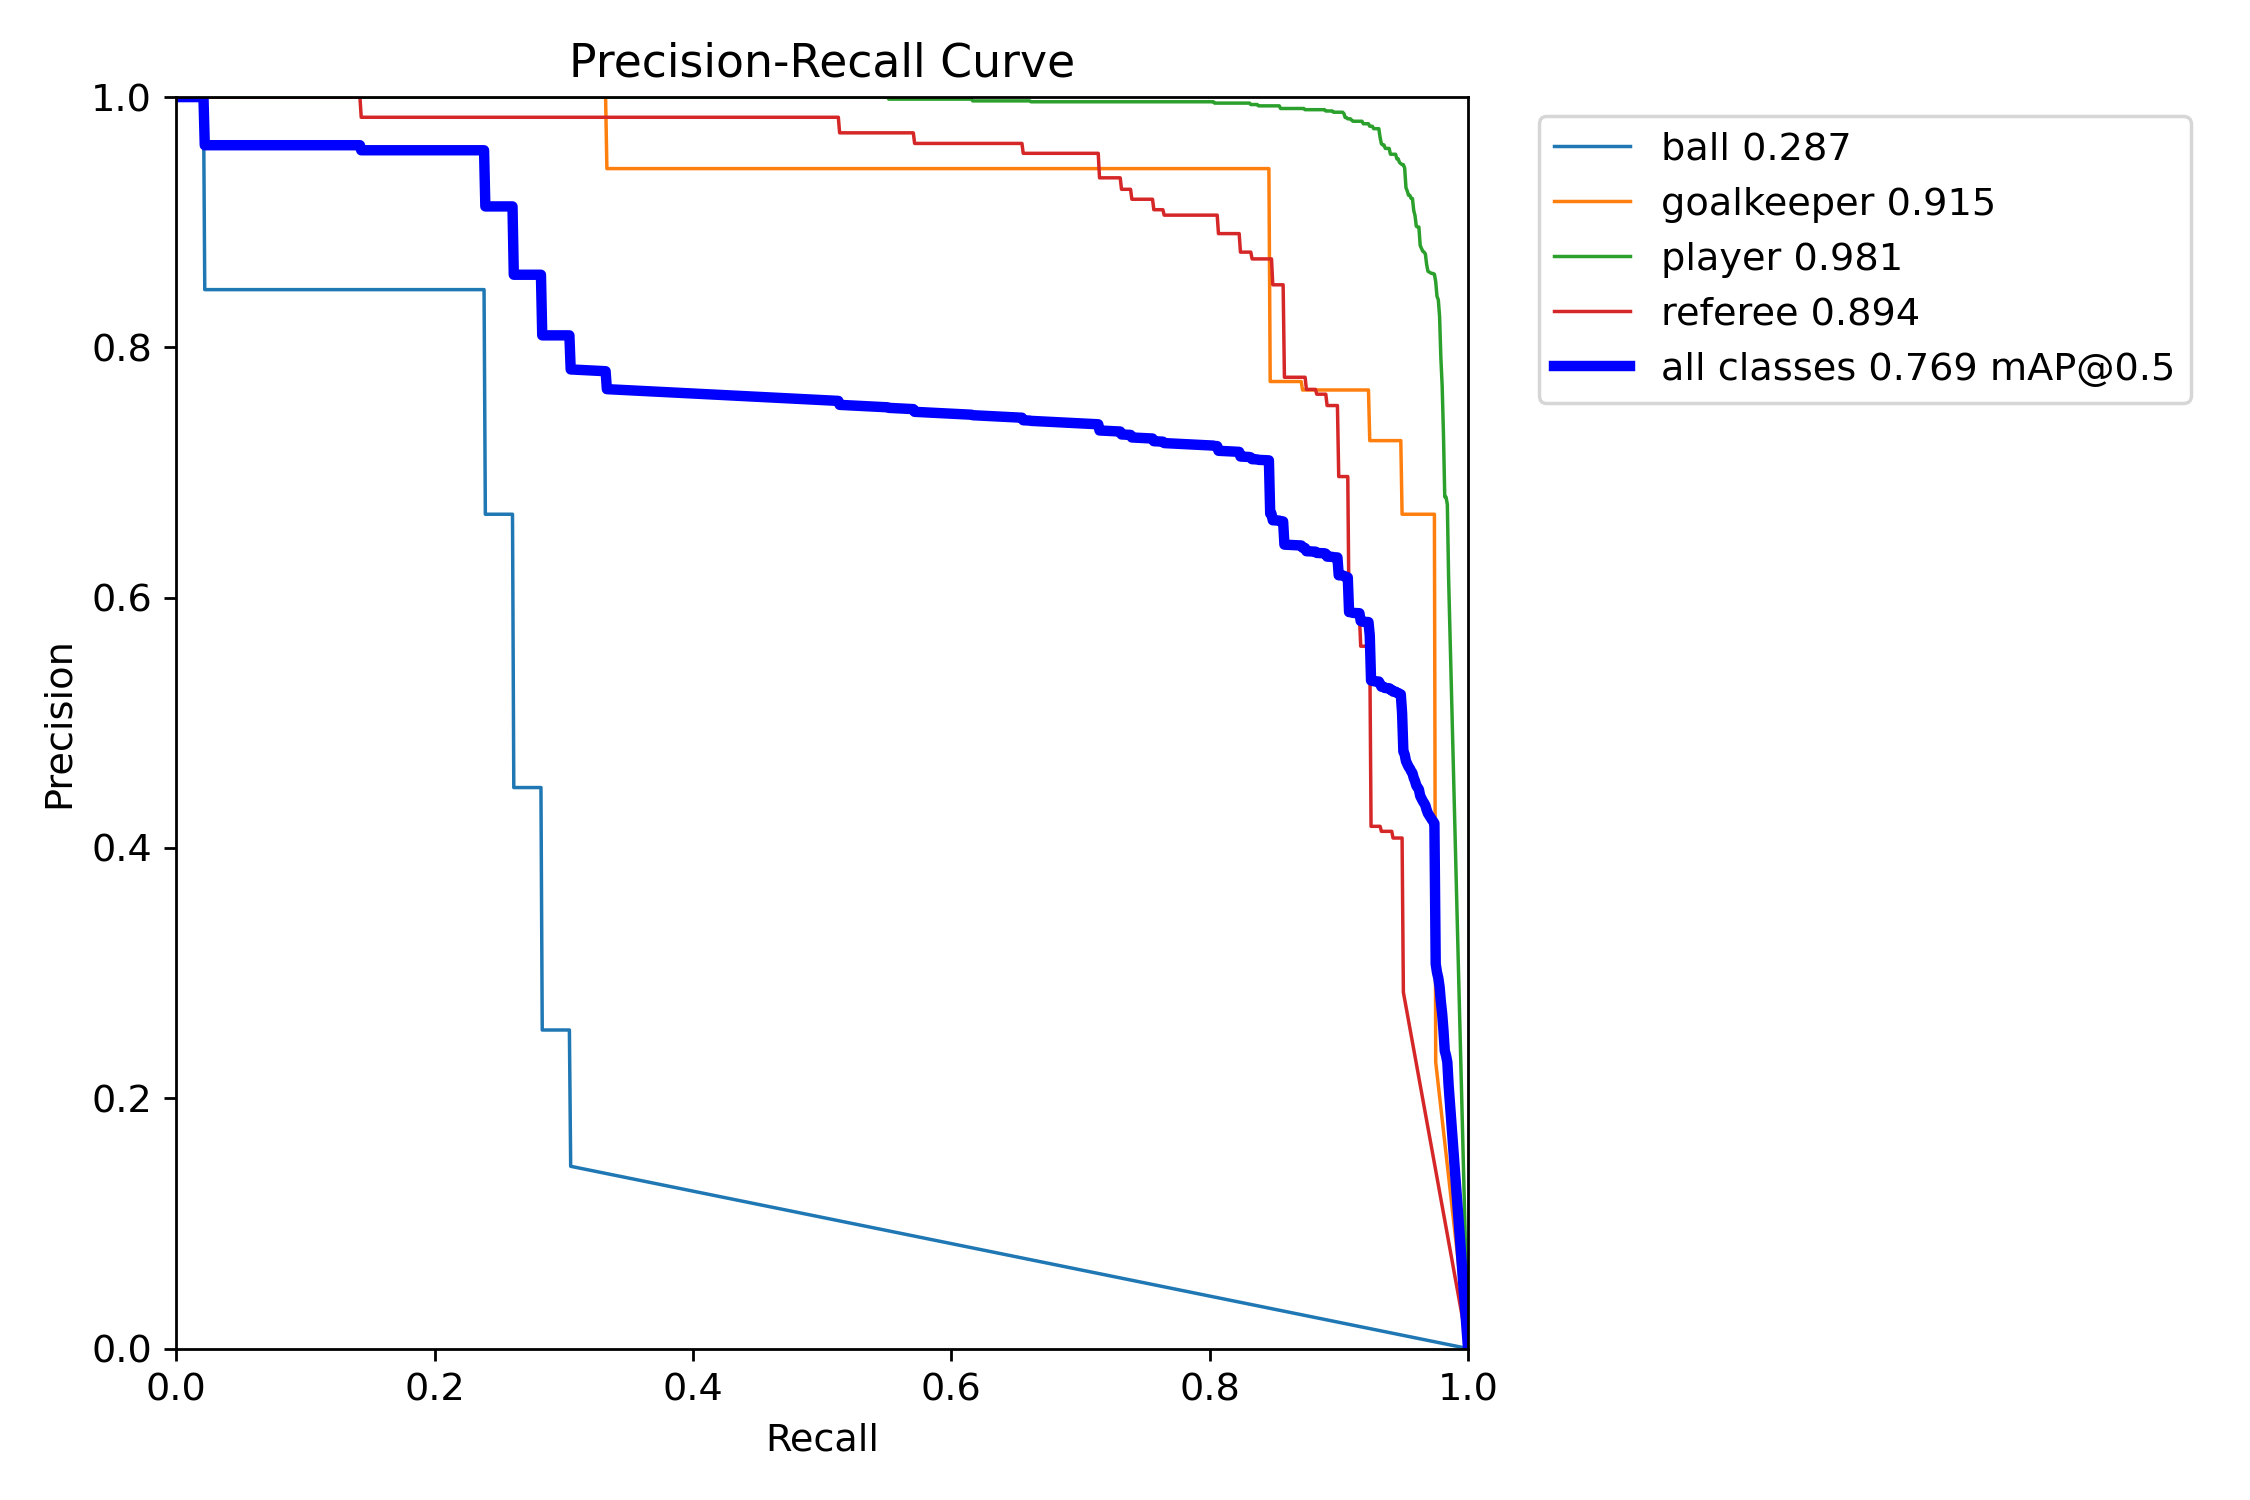 Precision-Recall Curve
1.0
0.8
0.6
0.4
0.2
0.0
Precision
0.0 0.2 0.4 0.6 0.8 1.0
Recall
ball 0.287
goalkeeper 0.915
player 0.981
referee 0.894
all classes 0.769 mAP@0.5